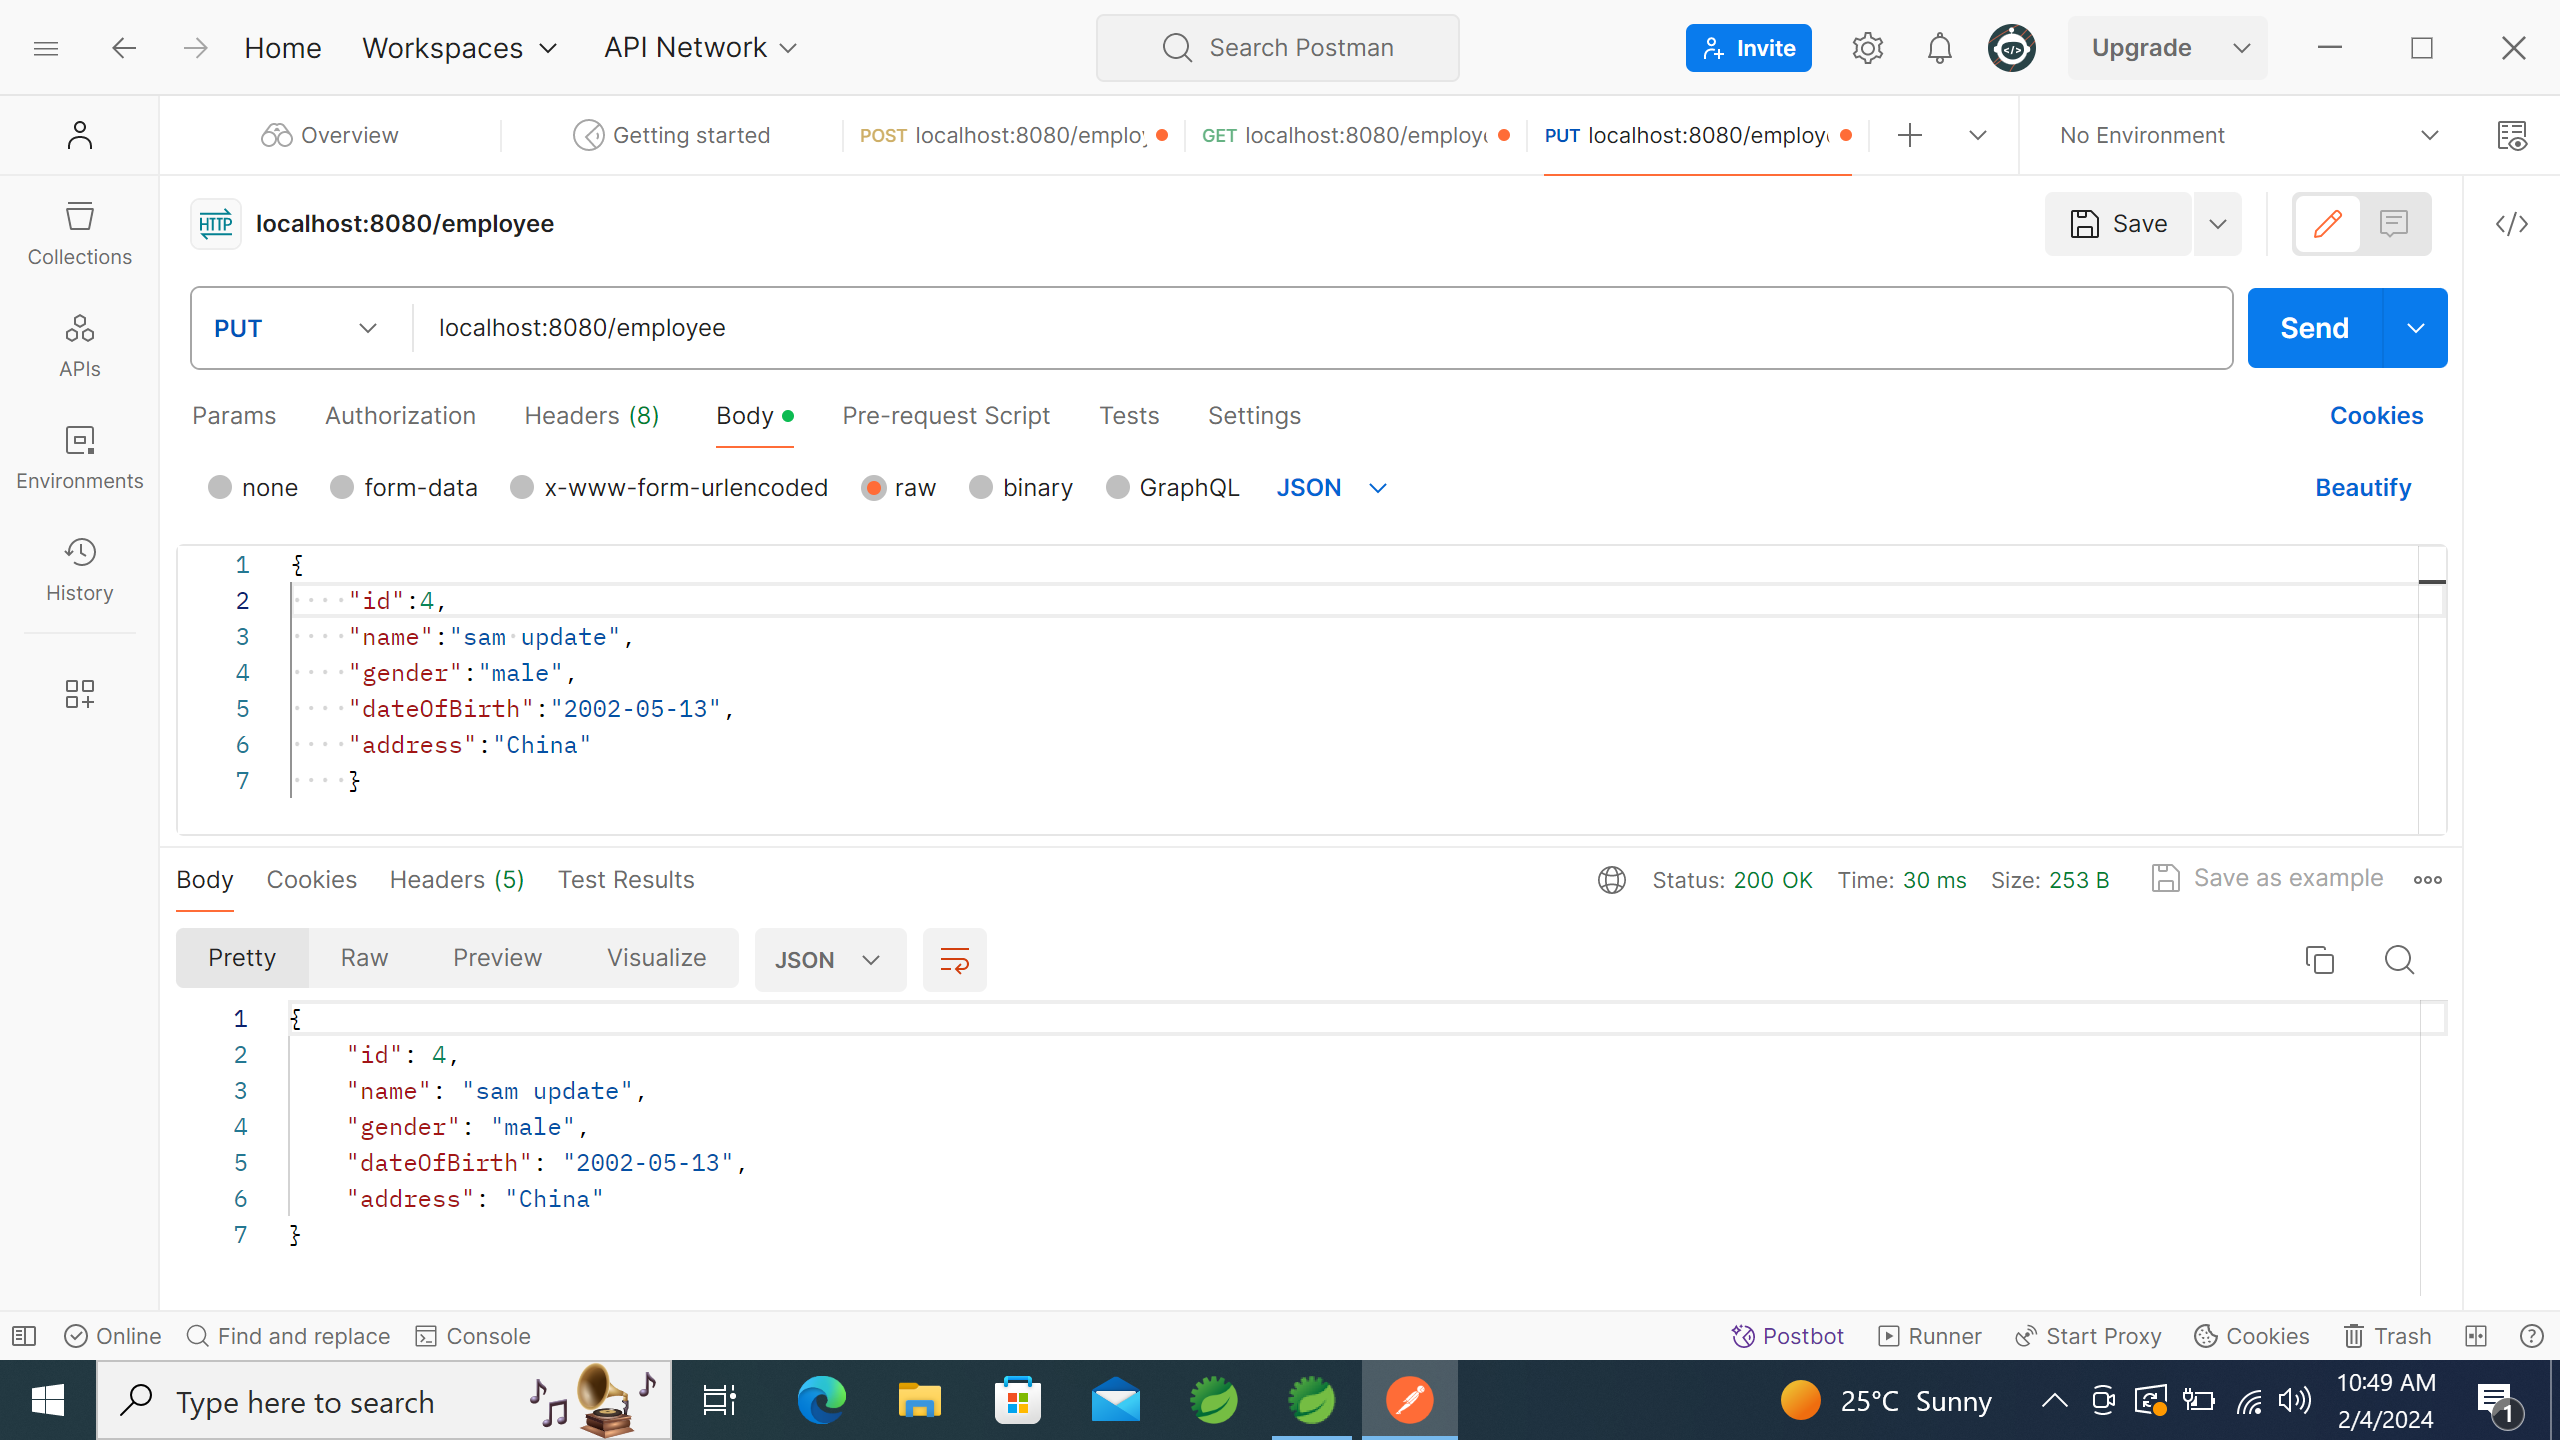 Home Workspaces API Network Search Postman Invite Upgrade
Overview Getting started POST localhost:8080/employ GET localhost:8080/employe PUT localhost:8080/employe No Environment
HTTP localhost:8080/employee Save
Collections
PUT localhost:8080/employee Send
APIs
Params Authorization Headers (8) Body Pre-request Script Tests Settings Cookies
Environments
none form-data x-www-form-urlencoded raw binary GraphQL JSON Beautify
History
1 {
2 "id":4,
3 "name":"sam update",
4 "gender":"male",
5 "dateOfBirth":"2002-05-13",
6 "address":"China"
7 }
Body Cookies Headers (5) Test Results Status: 200 OK Time: 30 ms Size: 253 B Save as example
Pretty Raw Preview Visualize JSON
1 {
2 "id": 4,
3 "name": "sam update",
4 "gender": "male",
5 "dateOfBirth": "2002-05-13",
6 "address": "China"
7 }
Online Find and replace Console Postbot Runner Start Proxy Cookies Trash
Type here to search 25°C Sunny 10:49 AM
2/4/2024 1